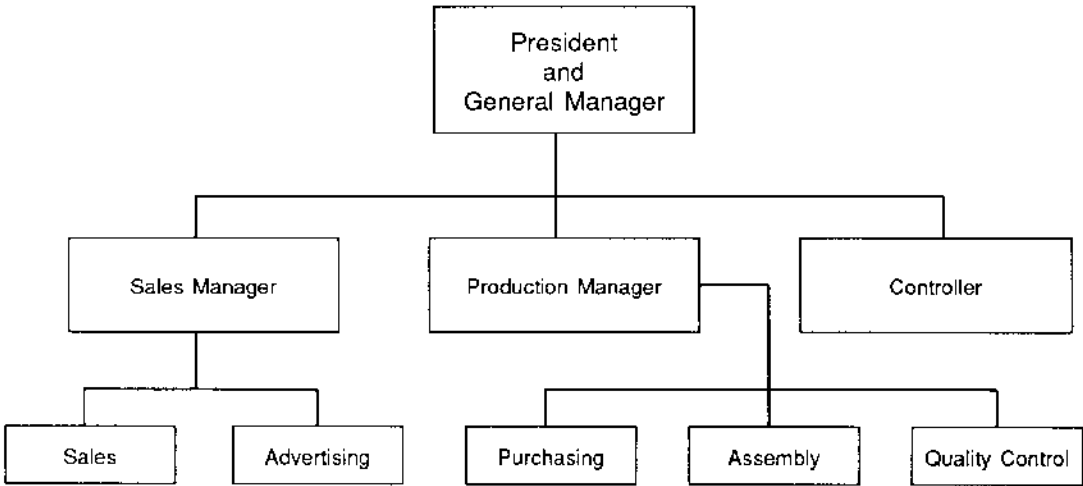 President
and
General Manager
Sales Manager
Production Manager
Controller
Sales
Advertising
Purchasing
Assembly
Quality Control